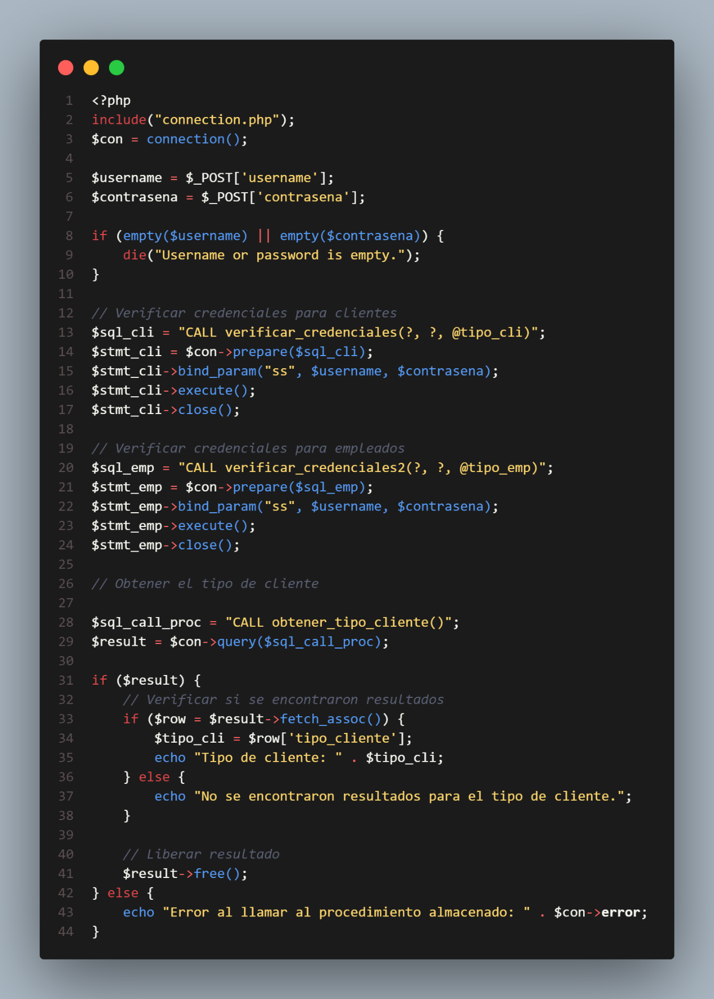 1 <?php
2 include("connection.php");
3 $con = connection();
4
5 $username = $_POST['username'];
6 $contrasena = $_POST['contrasena'];
7
8 if (empty($username) || empty($contrasena)) {
9     die("Username or password is empty.");
10 }
11
12 // Verificar credenciales para clientes
13 $sql_cli = "CALL verificar_credenciales(?, ?, @tipo_cli)";
14 $stmt_cli = $con->prepare($sql_cli);
15 $stmt_cli->bind_param("ss", $username, $contrasena);
16 $stmt_cli->execute();
17 $stmt_cli->close();
18
19 // Verificar credenciales para empleados
20 $sql_emp = "CALL verificar_credenciales2(?, ?, @tipo_emp)";
21 $stmt_emp = $con->prepare($sql_emp);
22 $stmt_emp->bind_param("ss", $username, $contrasena);
23 $stmt_emp->execute();
24 $stmt_emp->close();
25
26 // Obtener el tipo de cliente
27
28 $sql_call_proc = "CALL obtener_tipo_cliente()";
29 $result = $con->query($sql_call_proc);
30
31 if ($result) {
32     // Verificar si se encontraron resultados
33     if ($row = $result->fetch_assoc()) {
34         $tipo_cli = $row['tipo_cliente'];
35         echo "Tipo de cliente: " . $tipo_cli;
36     } else {
37         echo "No se encontraron resultados para el tipo de cliente.";
38     }
39
40     // Liberar resultado
41     $result->free();
42 } else {
43     echo "Error al llamar al procedimiento almacenado: " . $con->error;
44 }